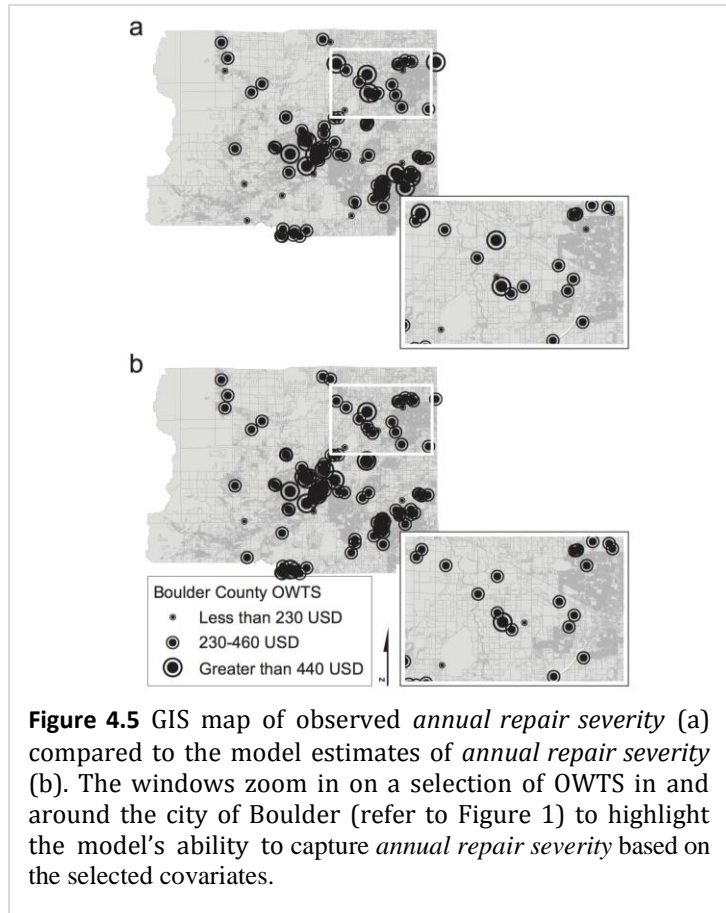 a
b
Boulder County OWTS
Less than 230 USD
230-460 USD
Greater than 440 USD
N
Figure 4.5 GIS map of observed annual repair severity (a)
compared to the model estimates of annual repair severity
(b). The windows zoom in on a selection of OWTS in and
around the city of Boulder (refer to Figure 1) to highlight
the model’s ability to capture annual repair severity based on
the selected covariates.